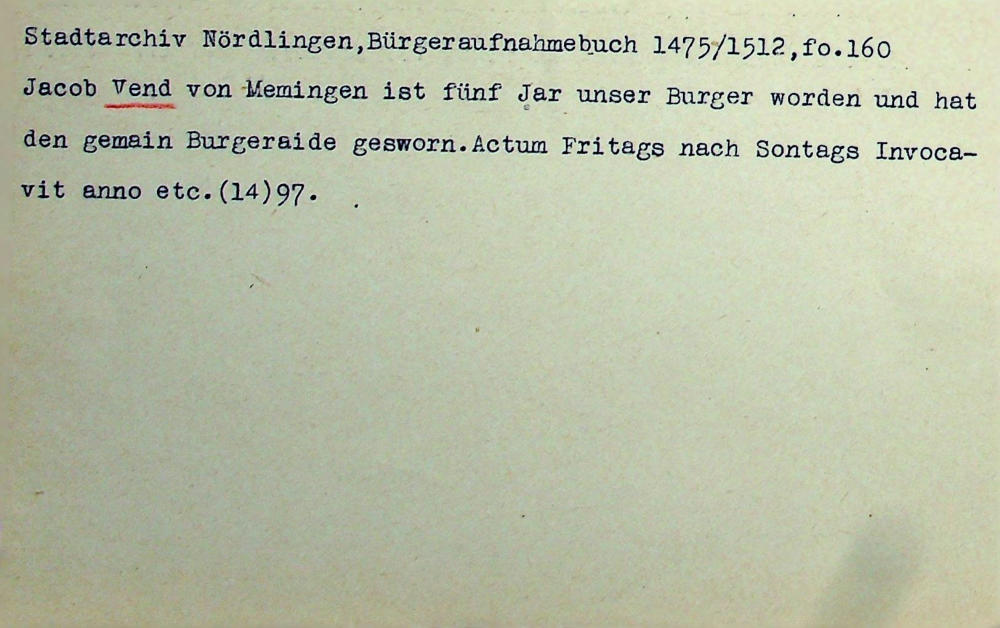 Stadtarchiv Nördlingen,Bürgeraufnahmebuch 1475/1512,fo.160
Jacob Vend von Memingen ist fünf Jar unser Burger worden und hat
den gemain Burgeraide gesworn.Actum Fritags nach Sontags Invoca-
vit anno etc.(14)97.